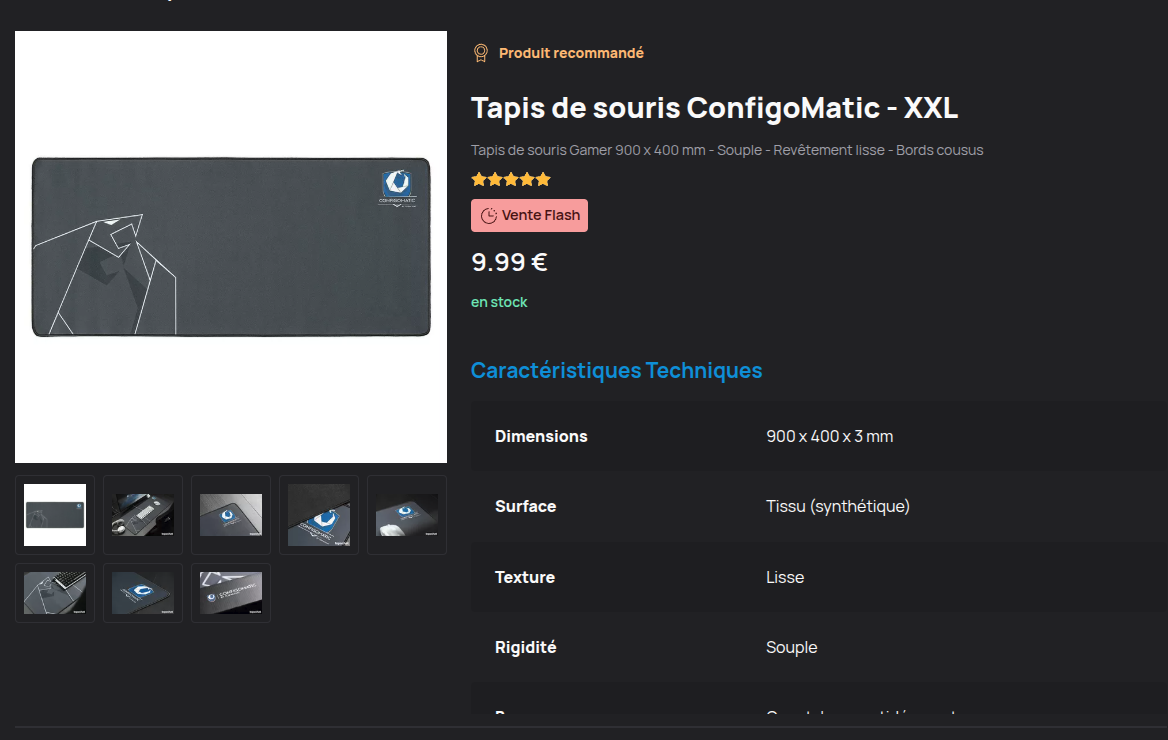 Produit recommandé
Tapis de souris ConfigoMatic - XXL
Tapis de souris Gamer 900 x 400 mm - Souple - Revêtement lisse - Bords cousus
Vente Flash
9.99 €
en stock
Caractéristiques Techniques
Dimensions 900 x 400 x 3 mm
Surface Tissu (synthétique)
Texture Lisse
Rigidité Souple
CONFIGOMATIC